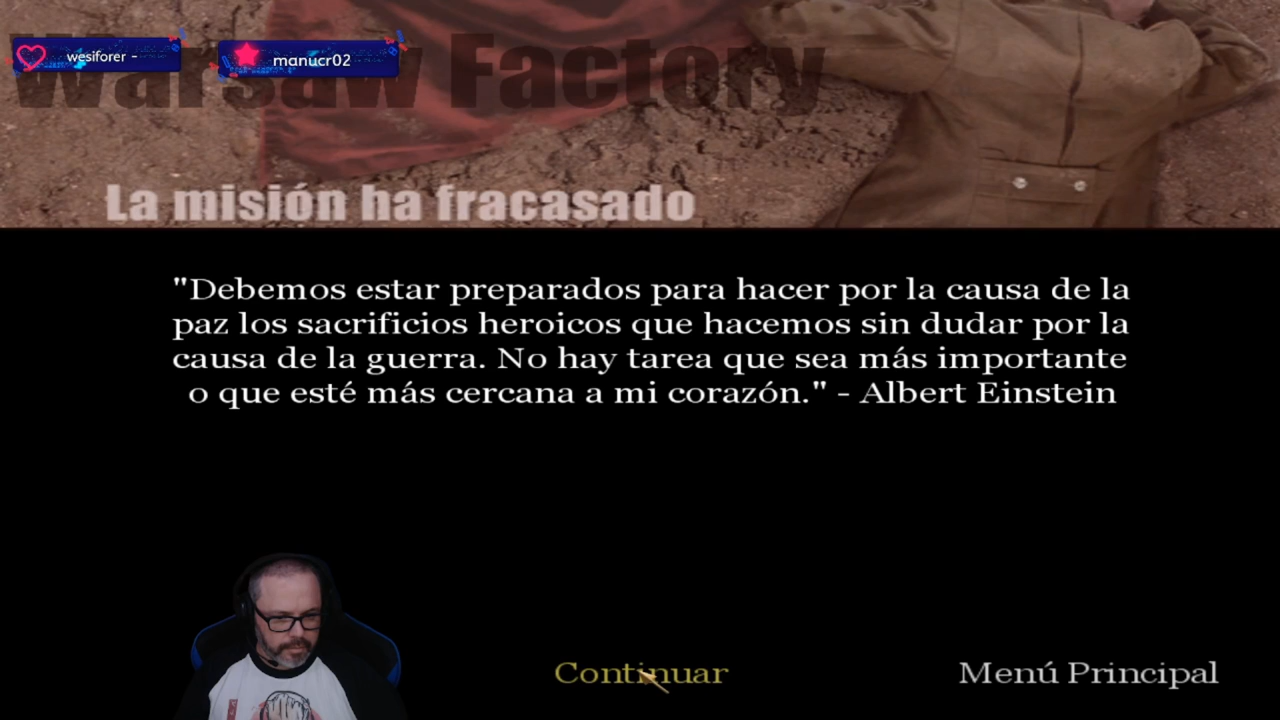 Warsaw Factory
wesiforer -
manucr02
La misión ha fracasado
"Debemos estar preparados para hacer por la causa de la
paz los sacrificios heroicos que hacemos sin dudar por la
causa de la guerra. No hay tarea que sea más importante
o que esté más cercana a mi corazón." - Albert Einstein
Continuar
Menú Principal